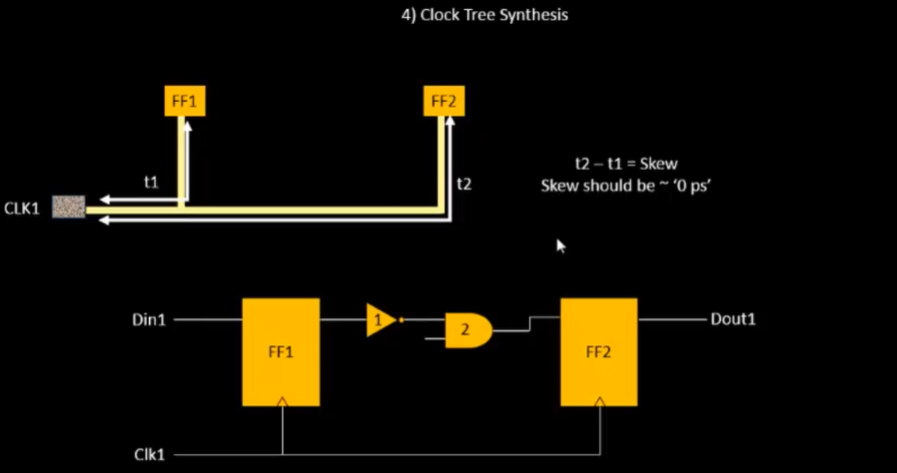 4) Clock Tree Synthesis
FF1
FF2
t1
t2
t2 – t1 = Skew
Skew should be ~ ‘0 ps’
CLK1
Din1
FF1
1
2
FF2
Dout1
Clk1